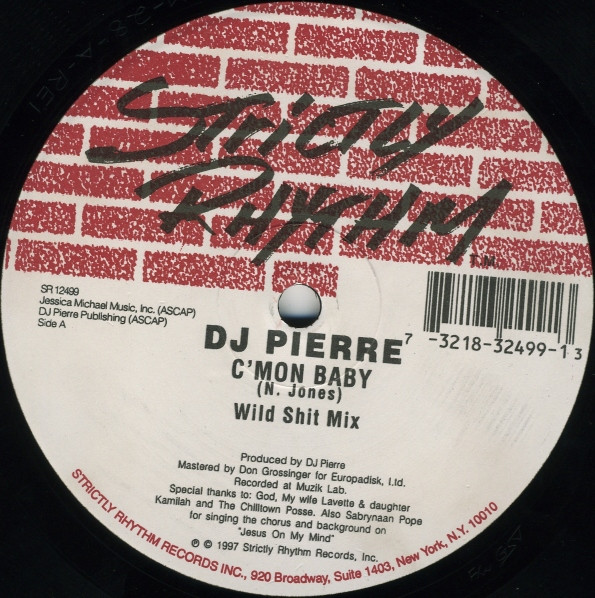 STRICTLY
RHYTHM T.M.
SR 12499
Jessica Michael Music, Inc. (ASCAP)
DJ Pierre Publishing (ASCAP)
Side A
7 -3218-32499-1 3
DJ PIERRE
C'MON BABY
(N. Jones)
Wild Shit Mix
Produced by DJ Pierre
Mastered by Don Grossinger for Europadisk, Ltd.
Recorded at Muzik Lab.
Special thanks to: God, My wife Lavette & daughter
Kamilah and The Chilltown Posse. Also Sabrynaan Pope
for singing the chorus and background on
"Jesus On My Mind"
℗ © 1997 Strictly Rhythm Records, Inc.
STRICTLY RHYTHM RECORDS INC., 920 Broadway, Suite 1403, New York, N.Y. 10010